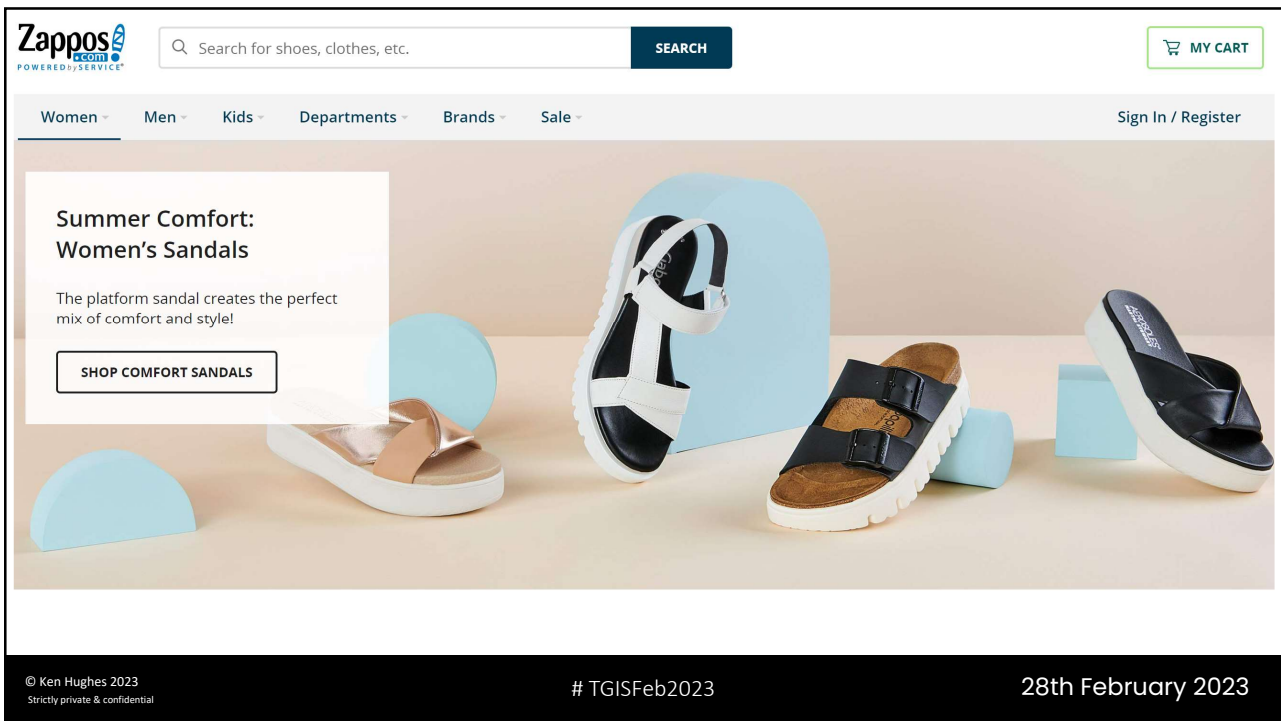 Zappos
.com
POWERED by SERVICE®
Search for shoes, clothes, etc.
SEARCH
MY CART
Women
Men
Kids
Departments
Brands
Sale
Sign In / Register
Summer Comfort:
Women’s Sandals
The platform sandal creates the perfect
mix of comfort and style!
SHOP COMFORT SANDALS
AEROSOLES
© Ken Hughes 2023
Strictly private & confidential
# TGISFeb2023
28th February 2023